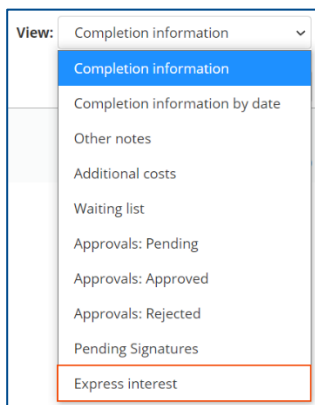 View: Completion information
Completion information
Completion information by date
Other notes
Additional costs
Waiting list
Approvals: Pending
Approvals: Approved
Approvals: Rejected
Pending Signatures
Express interest